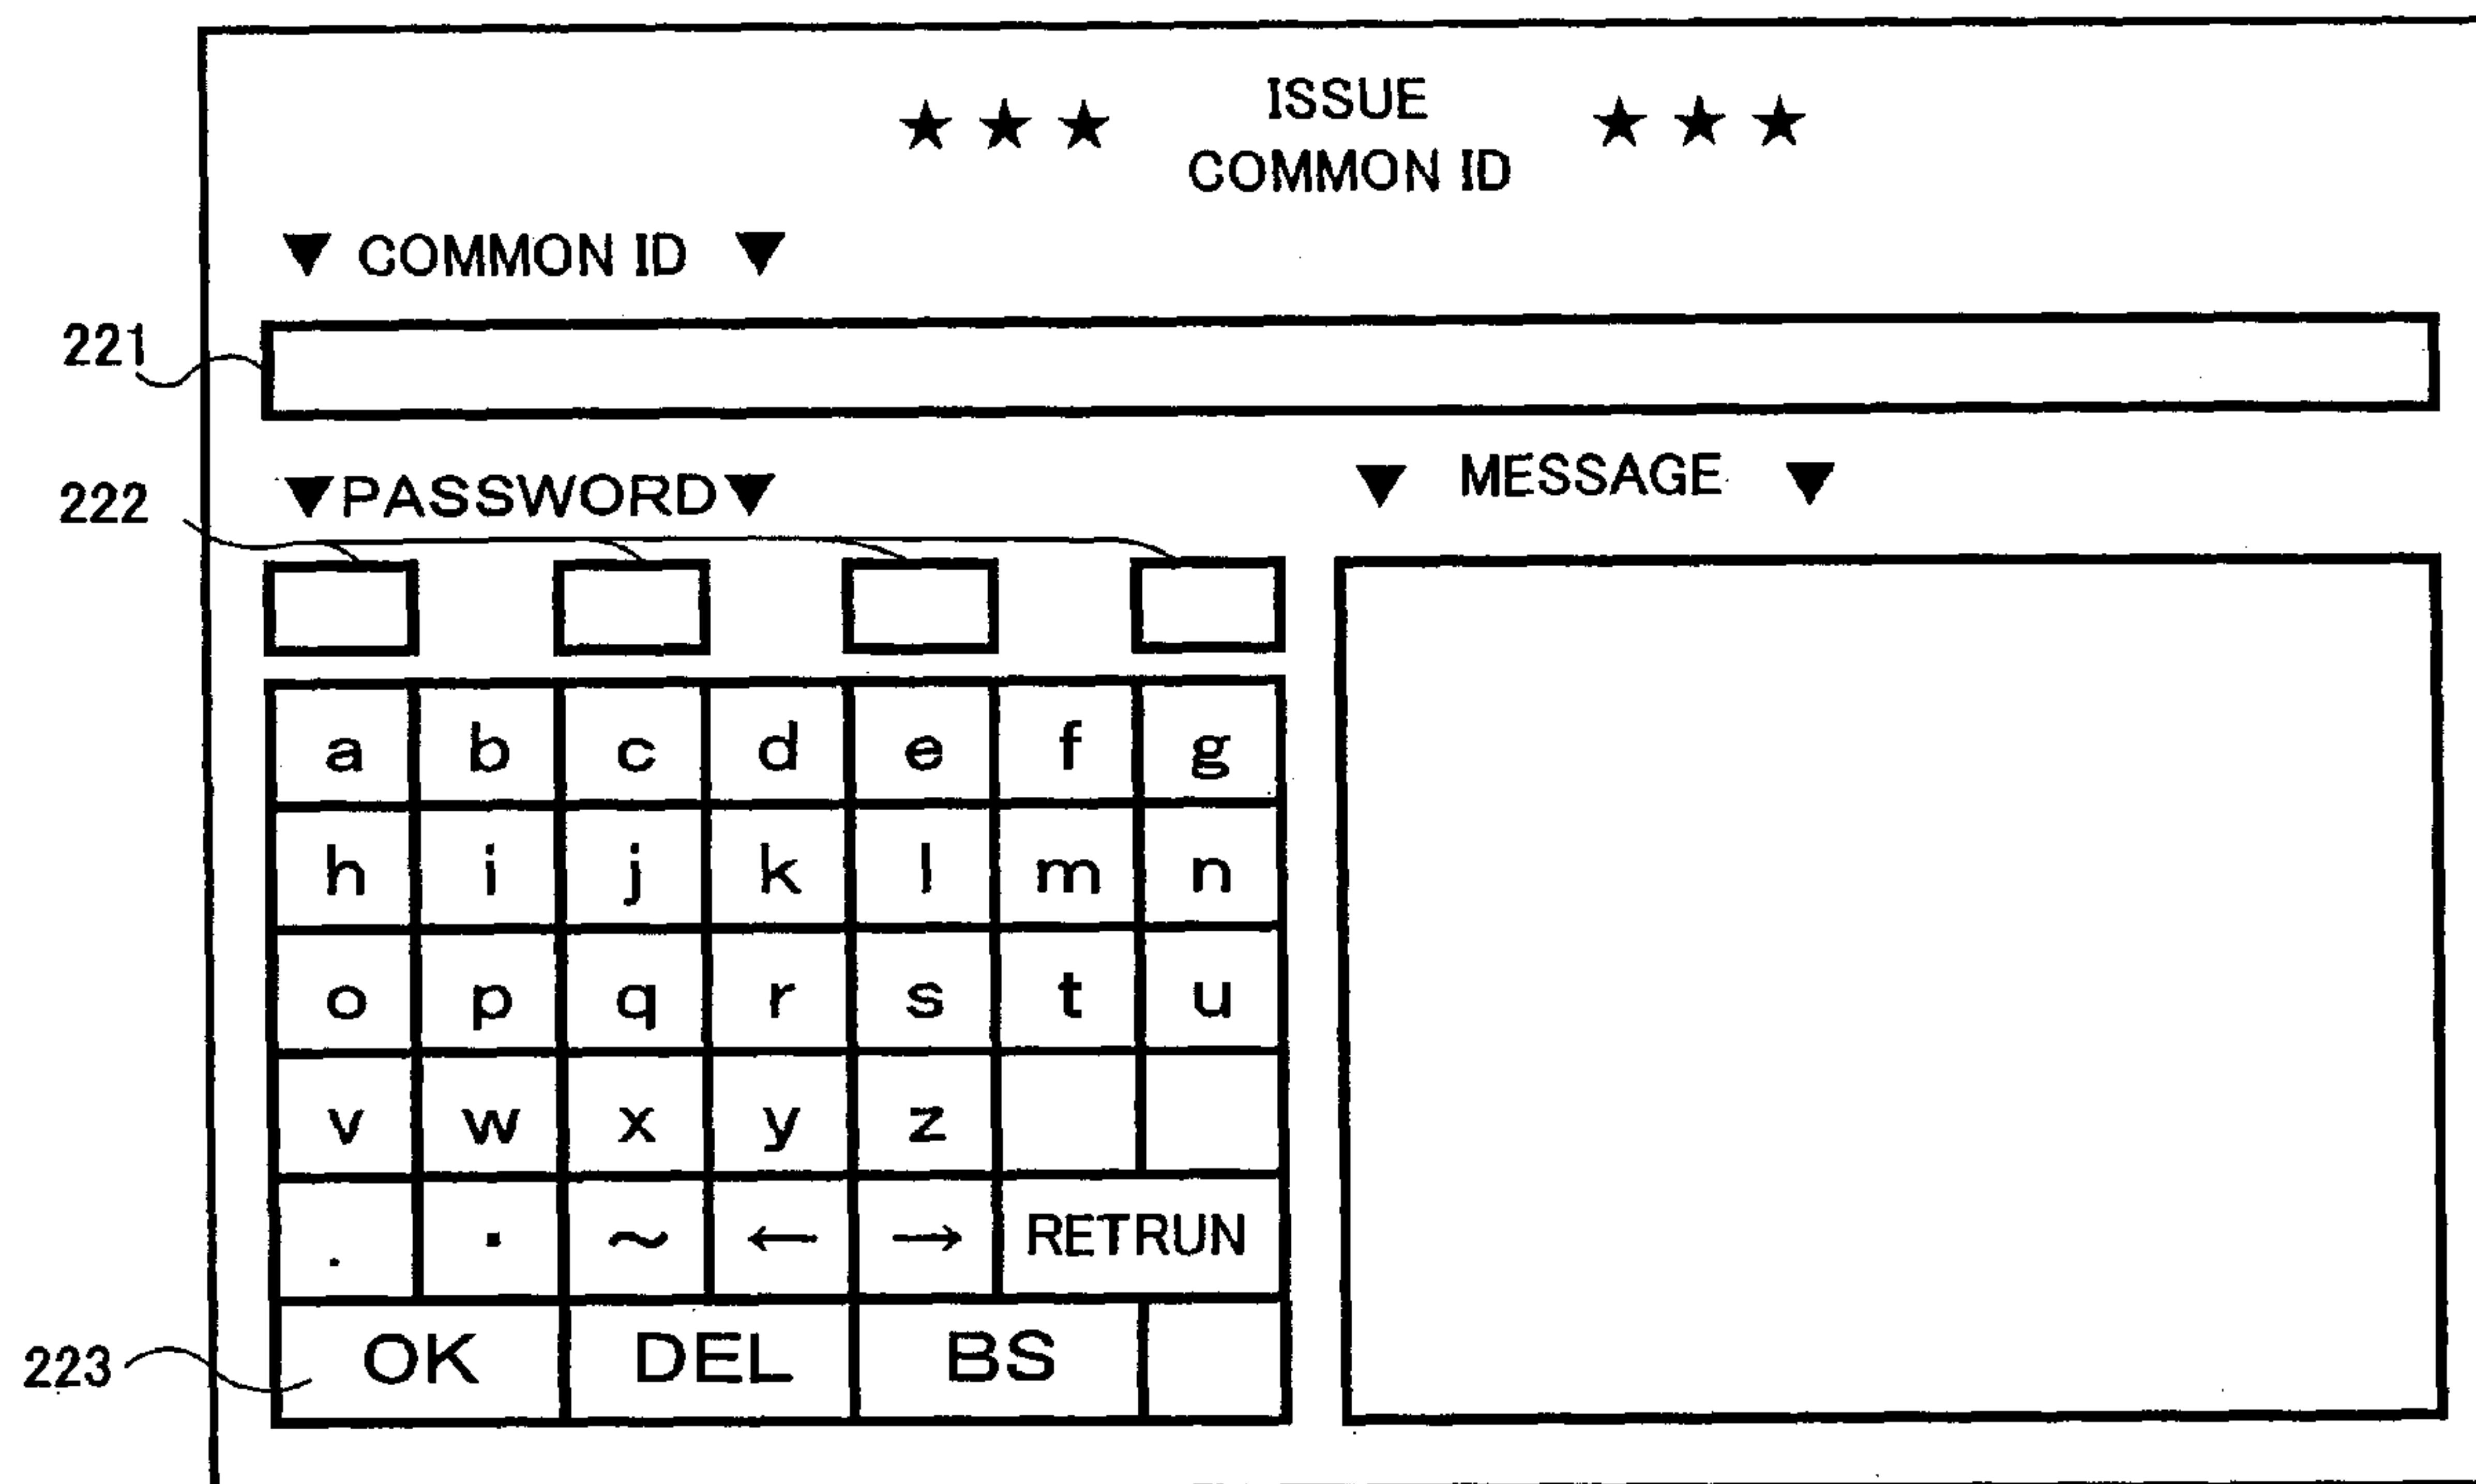 ★ ★ ★ ISSUE ★ ★ ★
COMMON ID
▼ COMMON ID ▼
221
222 ▼PASSWORD▼ ▼ MESSAGE ▼
a b c d e f g
h i j k l m n
o p q r s t u
v w x y z
. · ~ ← → RETRUN
223 OK DEL BS